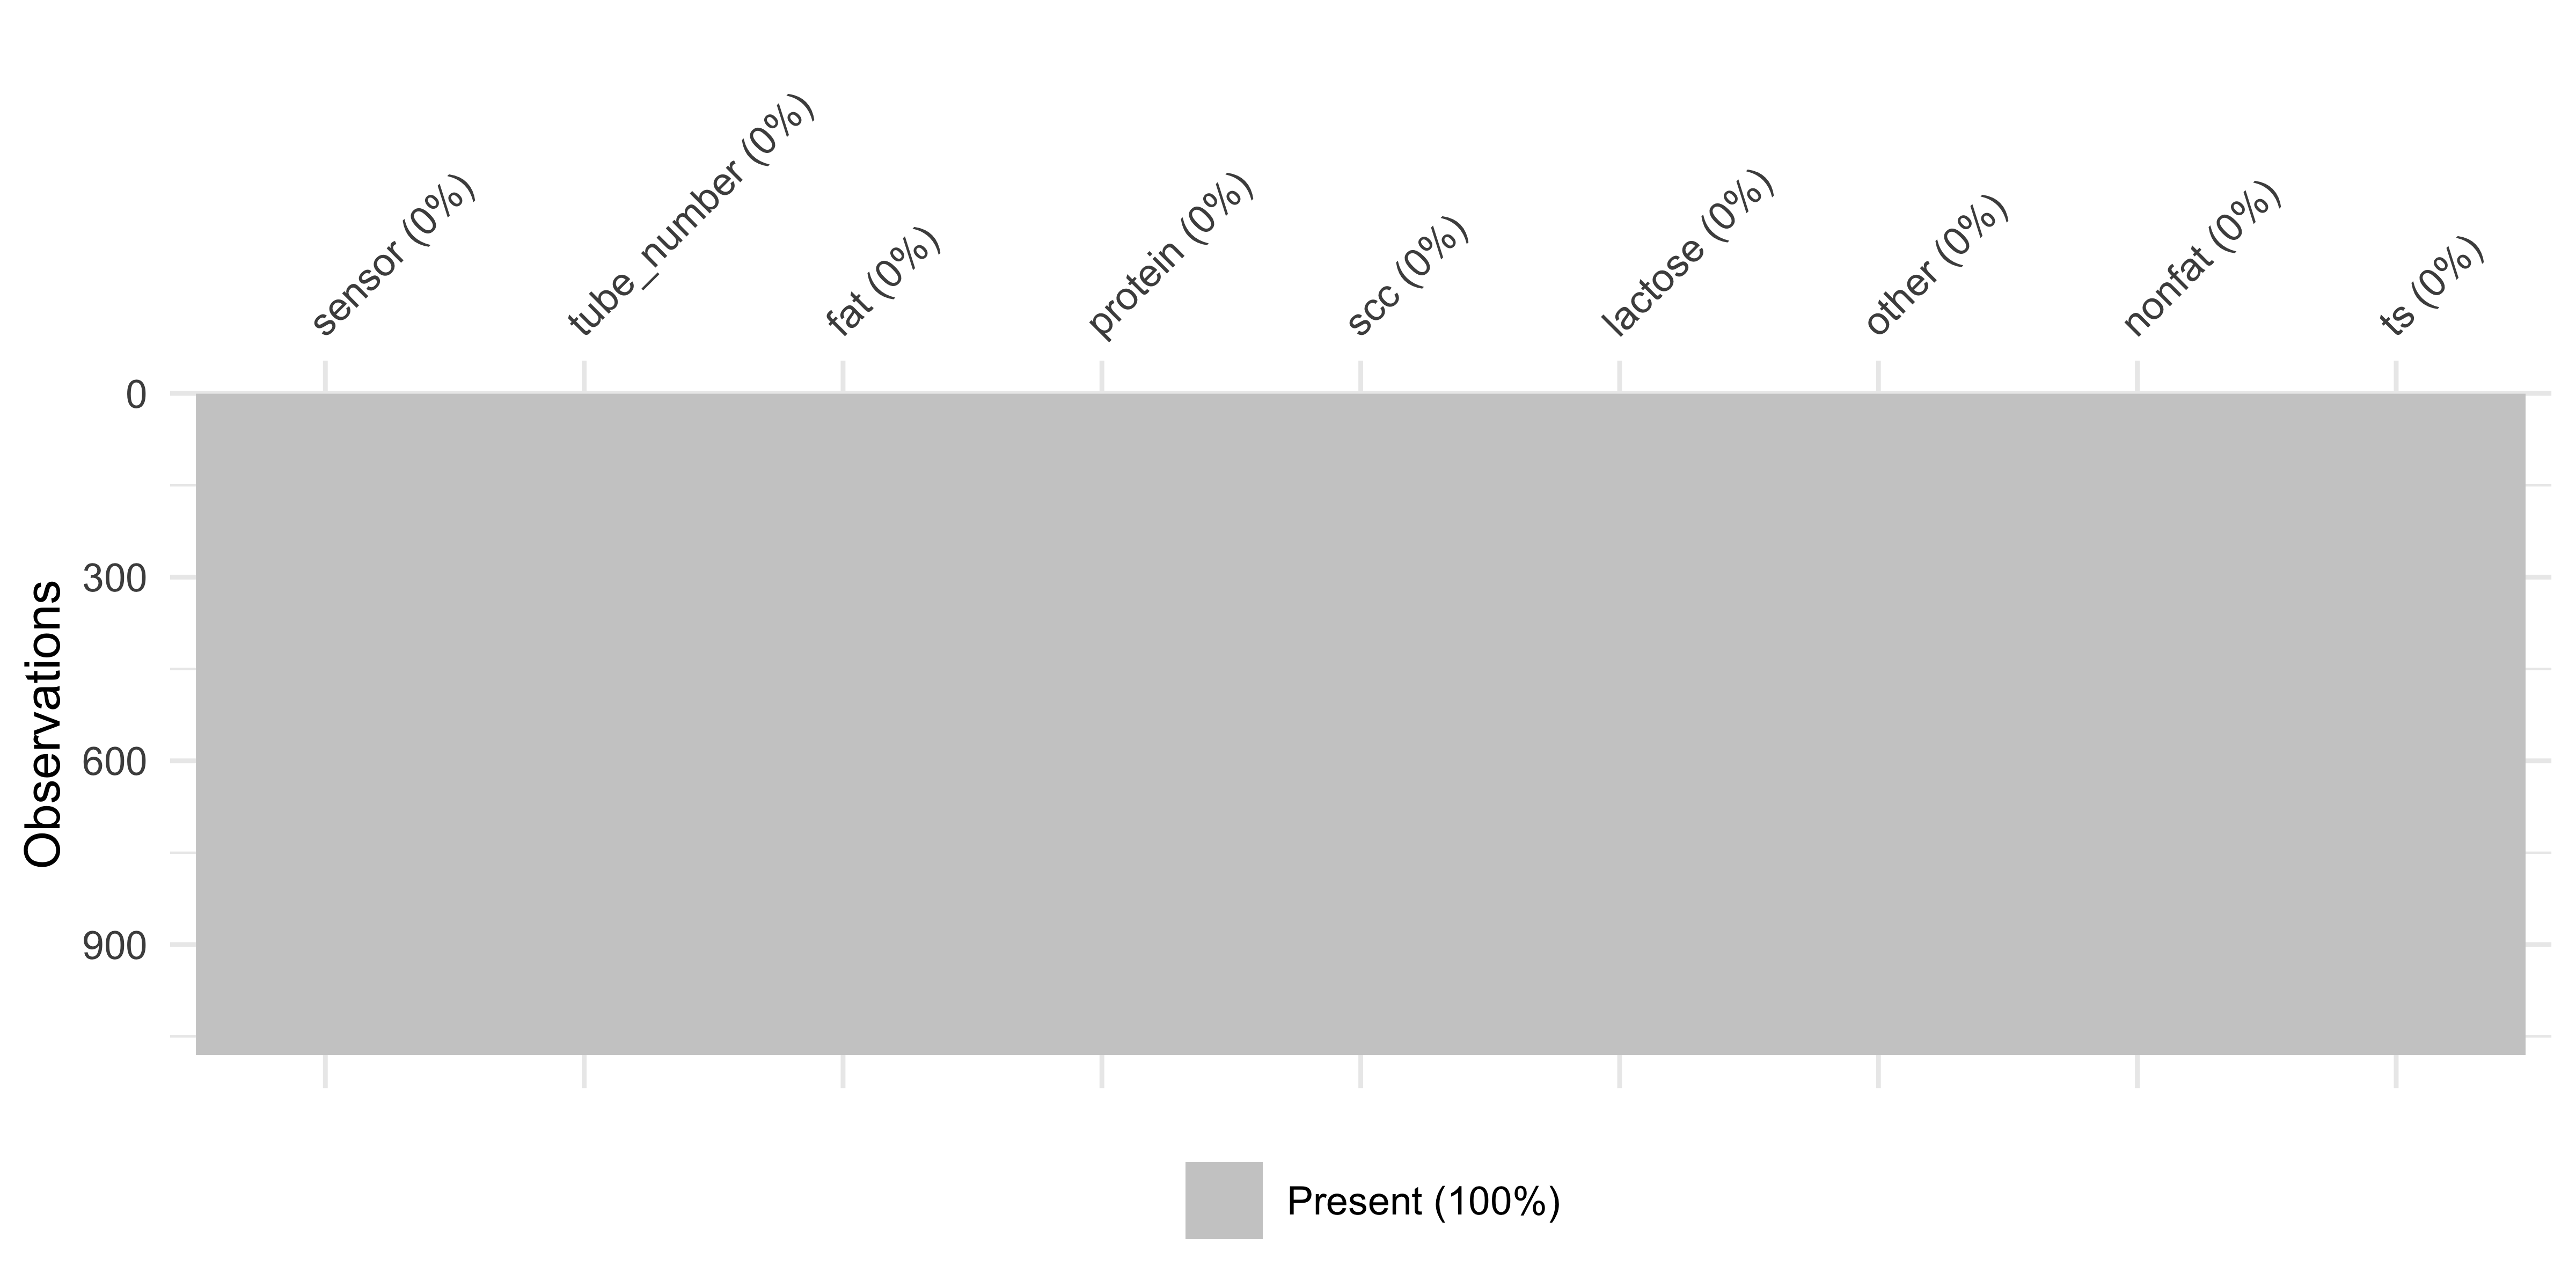 sensor (0%)
tube_number (0%)
fat (0%)
protein (0%)
scc (0%)
lactose (0%)
other (0%)
nonfat (0%)
ts (0%)
0
300
600
900
Observations
Present (100%)